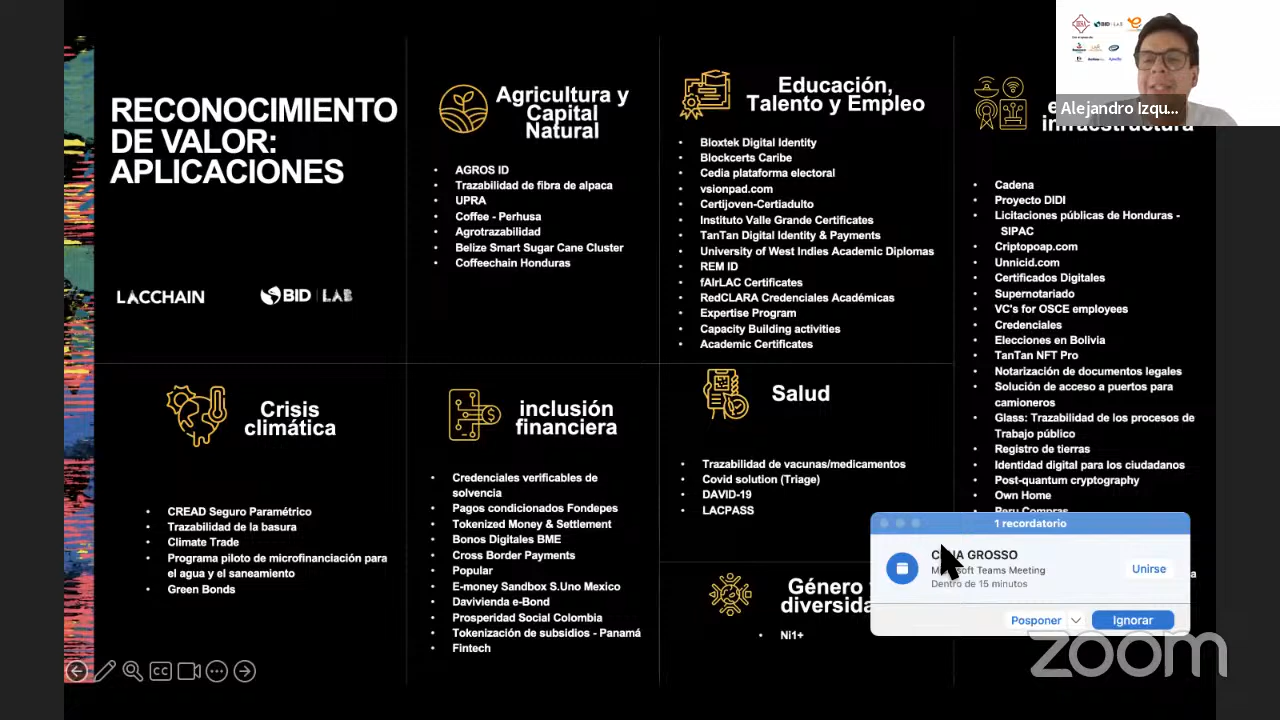 RECONOCIMIENTO
DE VALOR:
APLICACIONES
LACCHAIN
BID | LAB
Agricultura y
Capital
Natural
AGROS ID
Trazabilidad de fibra de alpaca
UPRA
Coffee - Perhusa
Agrotrazabilidad
Belize Smart Sugar Cane Cluster
Coffeechain Honduras
Educación,
Talento y Empleo
Bloxtek Digital Identity
Blockcerts Caribe
Cedia plataforma electoral
vsionpad.com
Certijoven-Certiadulto
Instituto Valle Grande Certificates
TanTan Digital Identity & Payments
University of West Indies Academic Diplomas
REM ID
fAIrLAC Certificates
RedCLARA Credenciales Académicas
Expertise Program
Capacity Building activities
Academic Certificates
Alejandro Izqu...
infraestructura
Cadena
Proyecto DIDI
Licitaciones públicas de Honduras -
SIPAC
Criptopoap.com
Unnicid.com
Certificados Digitales
Supernotariado
VC's for OSCE employees
Credenciales
Elecciones en Bolivia
TanTan NFT Pro
Notarización de documentos legales
Solución de acceso a puertos para
camioneros
Glass: Trazabilidad de los procesos de
Trabajo público
Registro de tierras
Identidad digital para los ciudadanos
Post-quantum cryptography
Own Home
Peru Compras
Crisis
climática
CREAD Seguro Paramétrico
Trazabilidad de la basura
Climate Trade
Programa piloto de microfinanciación para
el agua y el saneamiento
Green Bonds
inclusión
financiera
Credenciales verificables de
solvencia
Pagos condicionados Fondepes
Tokenized Money & Settlement
Bonos Digitales BME
Cross Border Payments
Popular
E-money Sandbox S.Uno Mexico
Davivienda e-Bond
Prosperidad Social Colombia
Tokenización de subsidios - Panamá
Fintech
Salud
Trazabilidad de vacunas/medicamentos
Covid solution (Triage)
DAVID-19
LACPASS
Género
diversida
1 recordatorio
GROSSO
Microsoft Teams Meeting
Dentro de 15 minutos
Unirse
Posponer
Ignorar
CC
zoom